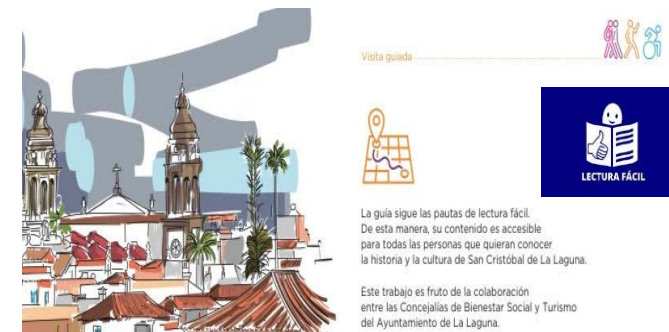 Visita guiada
LECTURA FÁCIL
La guía sigue las pautas de lectura fácil.
De esta manera, su contenido es accesible
para todas las personas que quieran conocer
la historia y la cultura de San Cristóbal de La Laguna.
Este trabajo es fruto de la colaboración
entre las Concejalías de Bienestar Social y Turismo
del Ayuntamiento de La Laguna.